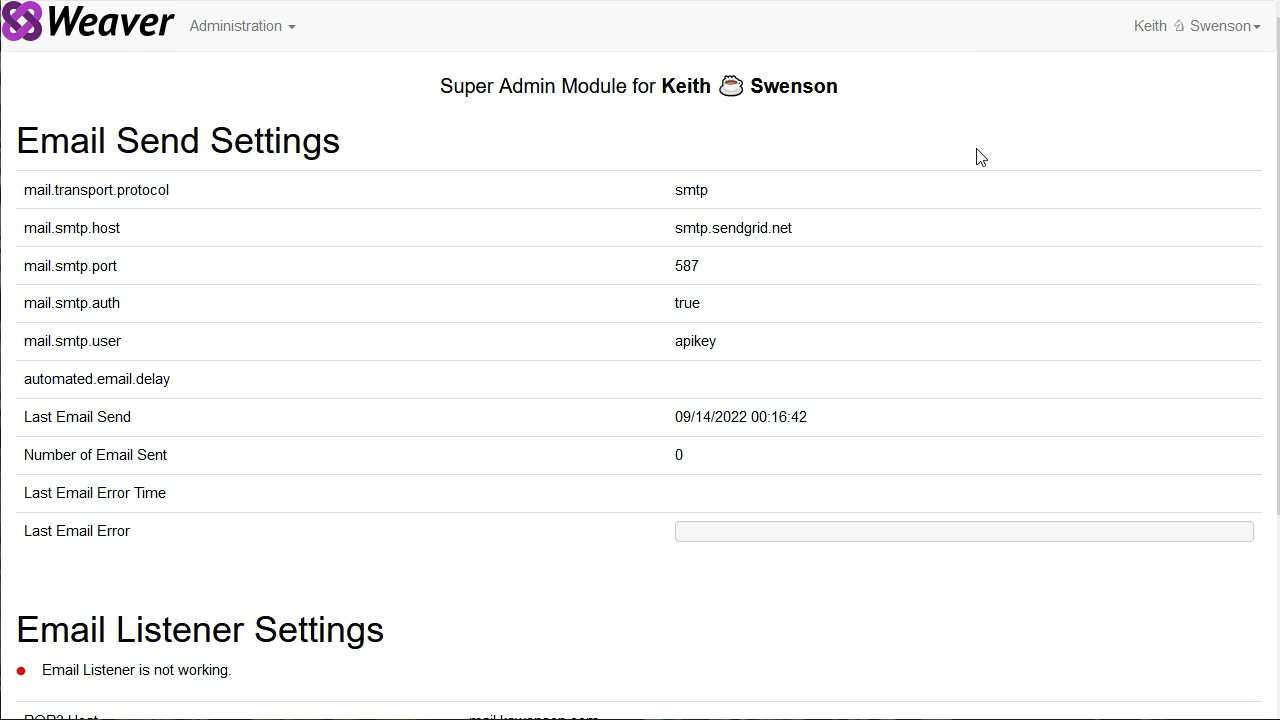 Weaver Administration Keith ♘ Swenson
Super Admin Module for Keith ☕ Swenson
Email Send Settings
mail.transport.protocol smtp
mail.smtp.host smtp.sendgrid.net
mail.smtp.port 587
mail.smtp.auth true
mail.smtp.user apikey
automated.email.delay
Last Email Send 09/14/2022 00:16:42
Number of Email Sent 0
Last Email Error Time
Last Email Error
Email Listener Settings
Email Listener is not working.